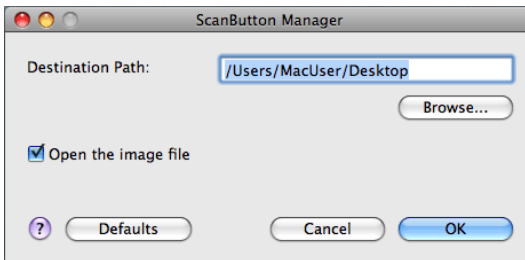 ScanButton Manager
Destination Path: /Users/MacUser/Desktop
Browse...
Open the image file
? Defaults Cancel OK